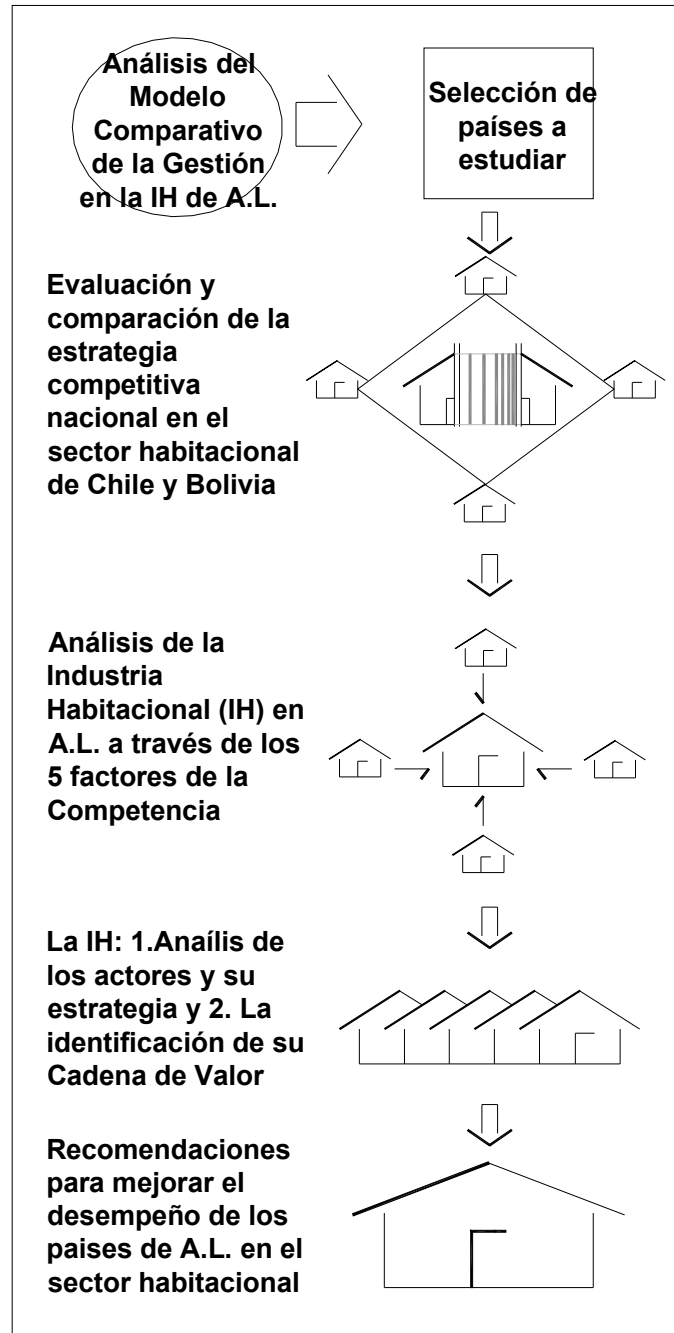 Análisis del
Modelo
Comparativo
de la Gestión
en la IH de A.L.
Selección de
países a
estudiar
Evaluación y
comparación de la
estrategia
competitiva
nacional en el
sector habitacional
de Chile y Bolivia
Análisis de la
Industria
Habitacional (IH) en
A.L. a través de los
5 factores de la
Competencia
La IH: 1.Anaílis de
los actores y su
estrategia y 2. La
identificación de su
Cadena de Valor
Recomendaciones
para mejorar el
desempeño de los
paises de A.L. en el
sector habitacional